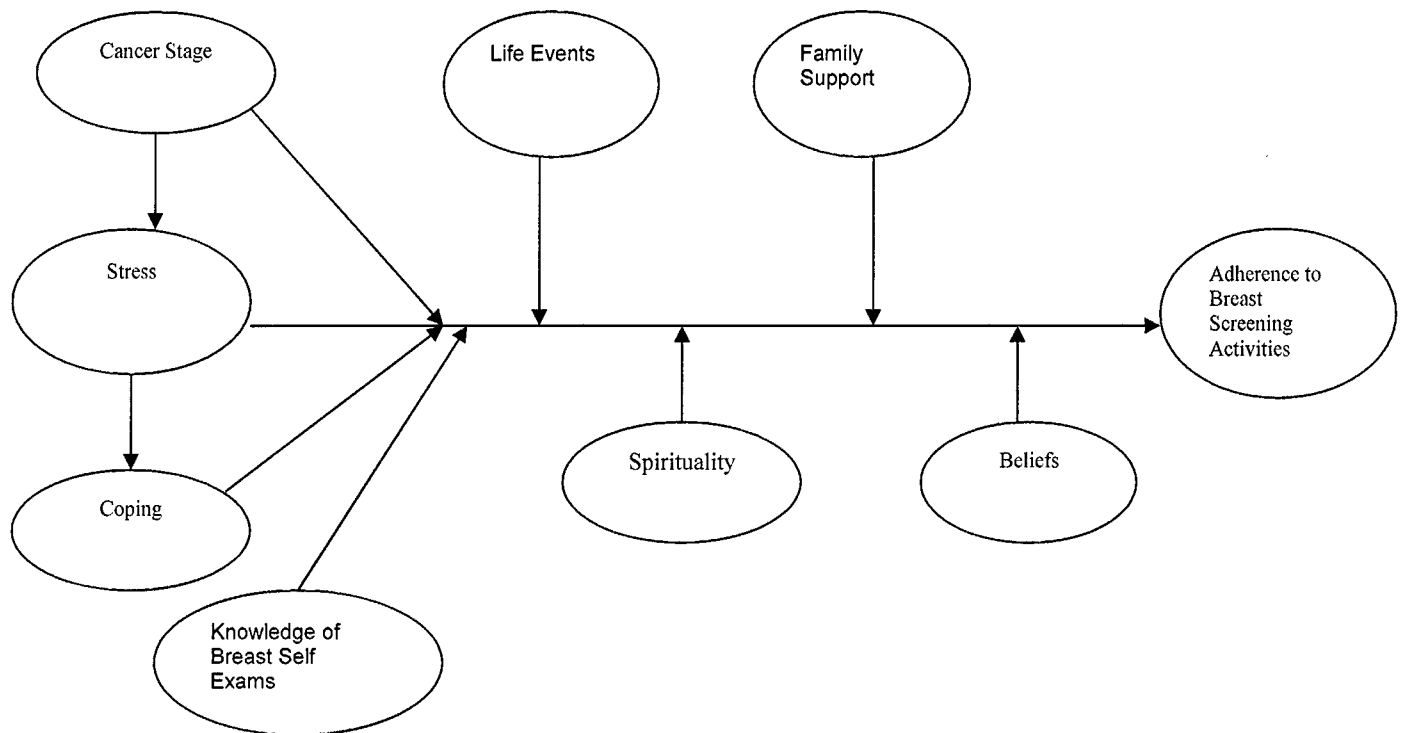 Cancer Stage
Life Events
Family
Support
Stress
Adherence to
Breast
Screening
Activities
Spirituality
Beliefs
Coping
Knowledge of
Breast Self
Exams